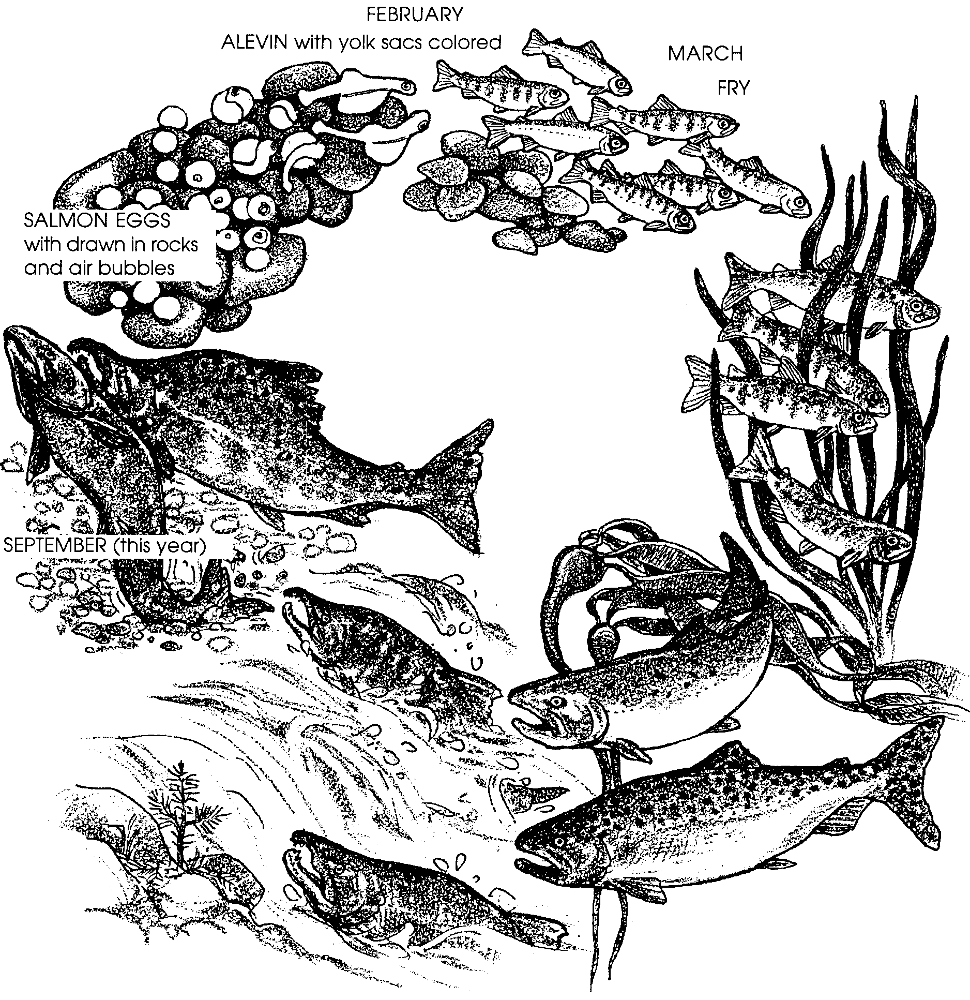 FEBRUARY
ALEVIN with yolk sacs colored
MARCH
FRY
SALMON EGGS
with drawn in rocks
and air bubbles
SEPTEMBER (this year)